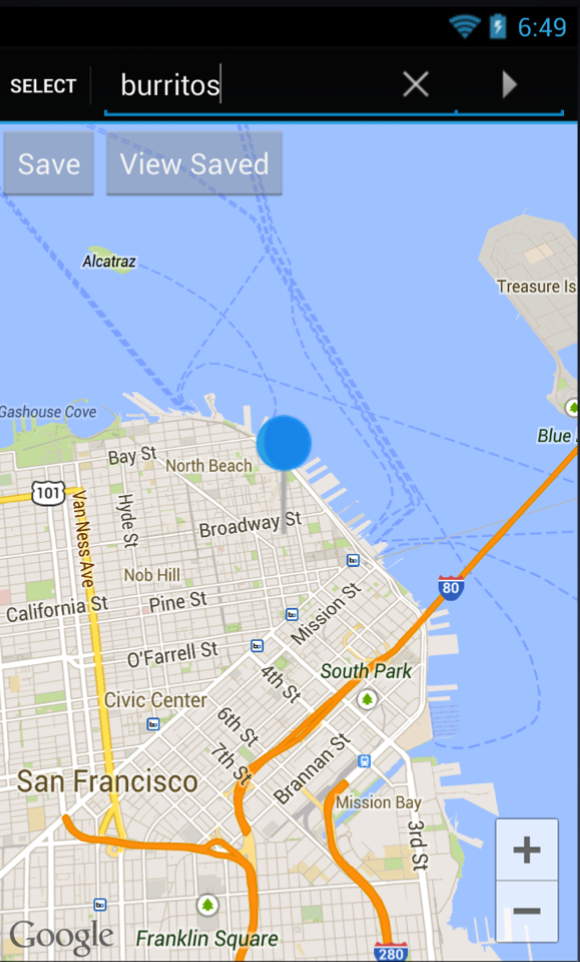 6:49
SELECT
burritos
Save
View Saved
Alcatraz
Treasure Is
Gashouse Cove
Blue
Bay St
North Beach
101
Van Ness Ave
Hyde St
Broadway St
Nob Hill
80
California St
Pine St
Mission St
O'Farrell St
South Park
4th St
Civic Center
6th St
7th St
Brannan St
San Francisco
Mission Bay
3rd St
+
−
Google
Franklin Square
280